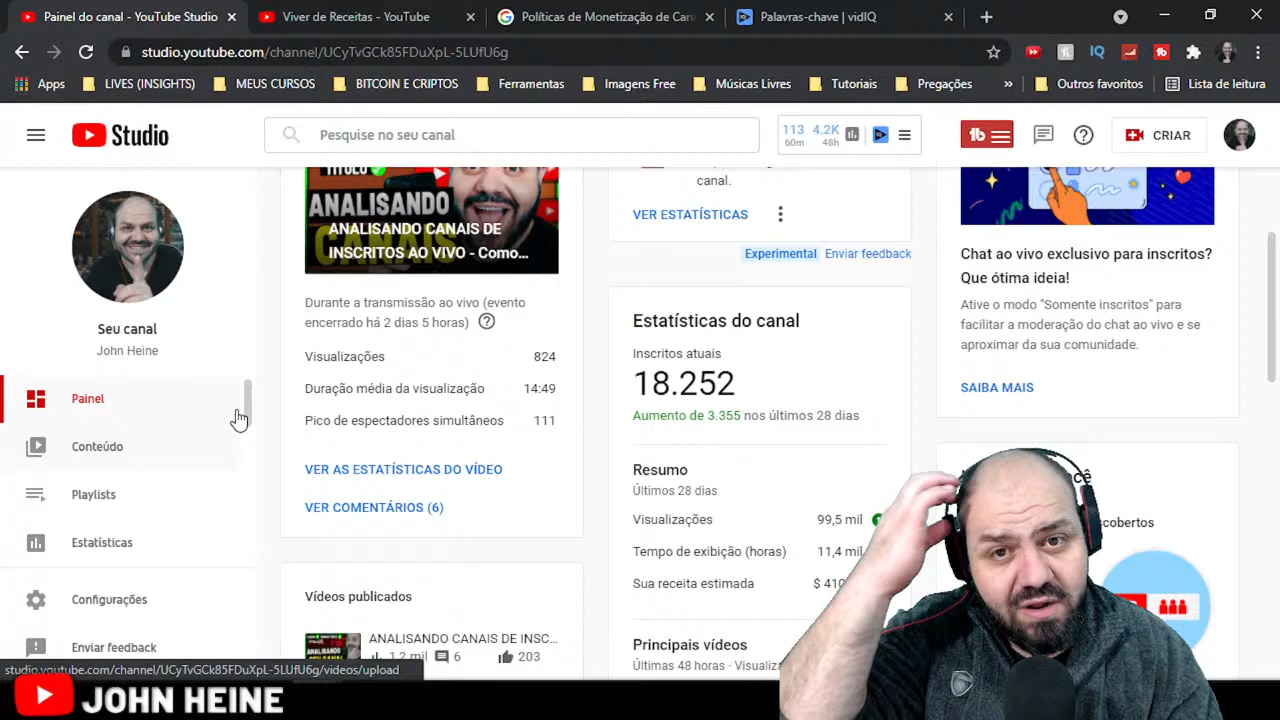 Painel do canal - YouTube Studio
Viver de Receitas - YouTube
Políticas de Monetização de Can
Palavras-chave | vidIQ
studio.youtube.com/channel/UCyTvGCk85FDuXpL-5LUfU6g
Apps
LIVES (INSIGHTS)
MEUS CURSOS
BITCOIN E CRIPTOS
Ferramentas
Imagens Free
Músicas Livres
Tutoriais
Pregações
Outros favoritos
Lista de leitura
Studio
Pesquise no seu canal
113 4.2K
60m 48h
CRIAR
Seu canal
John Heine
Painel
Conteúdo
Playlists
Estatísticas
Configurações
Enviar feedback
studio.youtube.com/channel/UCyTvGCk85FDuXpL-5LUfU6g/videos/upload
JOHN HEINE
TÍTULO
ANALISANDO
CANAIS
ANALISANDO CANAIS DE
INSCRITOS AO VIVO - Como...
Durante a transmissão ao vivo (evento
encerrado há 2 dias 5 horas)
Visualizações 824
Duração média da visualização 14:49
Pico de espectadores simultâneos 111
VER AS ESTATÍSTICAS DO VÍDEO
VER COMENTÁRIOS (6)
Vídeos publicados
ANALISANDO CANAIS DE INSC...
1,2 mil 6 203
canal.
VER ESTATÍSTICAS
Experimental Enviar feedback
Estatísticas do canal
Inscritos atuais
18.252
Aumento de 3.355 nos últimos 28 dias
Resumo
Últimos 28 dias
Visualizações 99,5 mil
Tempo de exibição (horas) 11,4 mil
Sua receita estimada $ 410
Principais vídeos
Últimas 48 horas · Visualiza
Chat ao vivo exclusivo para inscritos?
Que ótima ideia!
Ative o modo "Somente inscritos" para
facilitar a moderação do chat ao vivo e se
aproximar da sua comunidade.
SAIBA MAIS